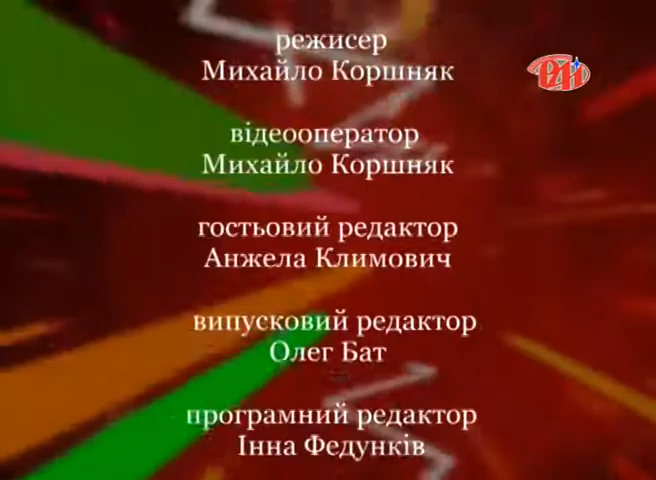 режисер
Михайло Коршняк
відеооператор
Михайло Коршняк
гостьовий редактор
Анжела Климович
випусковий редактор
Олег Бат
програмний редактор
Інна Федунків